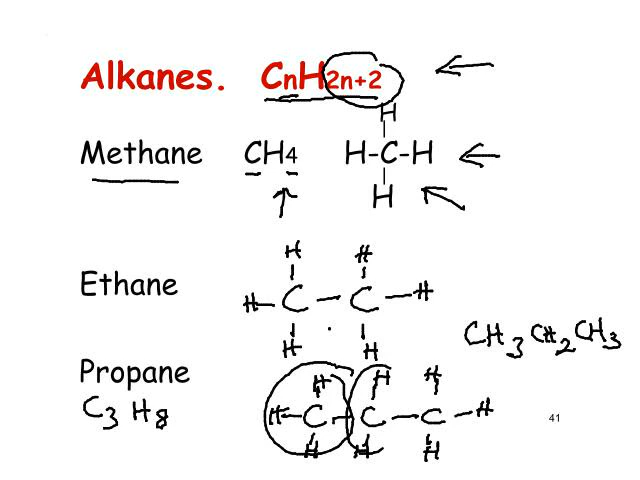 Alkanes. CnH2n+2
H
Methane CH4 H-C-H
H
H H
Ethane H-C-C-H
H H
CH3CH2CH3
Propane H H H
C3H8 H-C-C-C-H
H H H
41